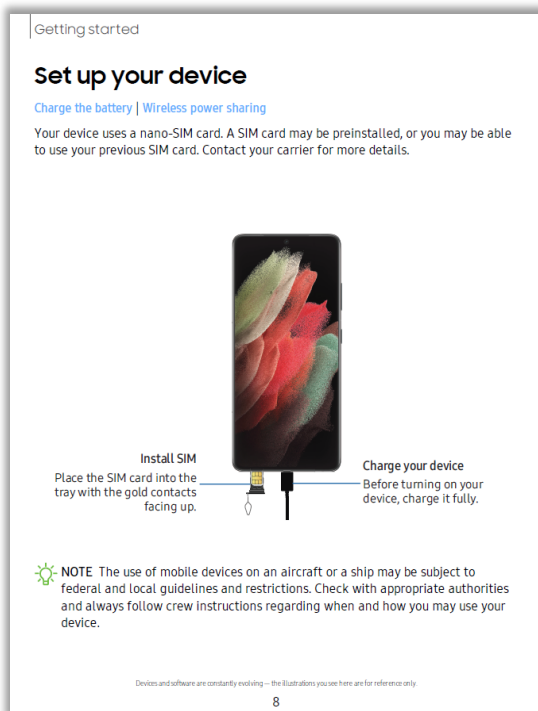 Getting started
Set up your device
Charge the battery | Wireless power sharing
Your device uses a nano-SIM card. A SIM card may be preinstalled, or you may be able
to use your previous SIM card. Contact your carrier for more details.
Install SIM
Place the SIM card into the
tray with the gold contacts
facing up.
Charge your device
Before turning on your
device, charge it fully.
NOTE The use of mobile devices on an aircraft or a ship may be subject to
federal and local guidelines and restrictions. Check with appropriate authorities
and always follow crew instructions regarding when and how you may use your
device.
Devices and software are constantly evolving — the illustrations you see here are for reference only.
8